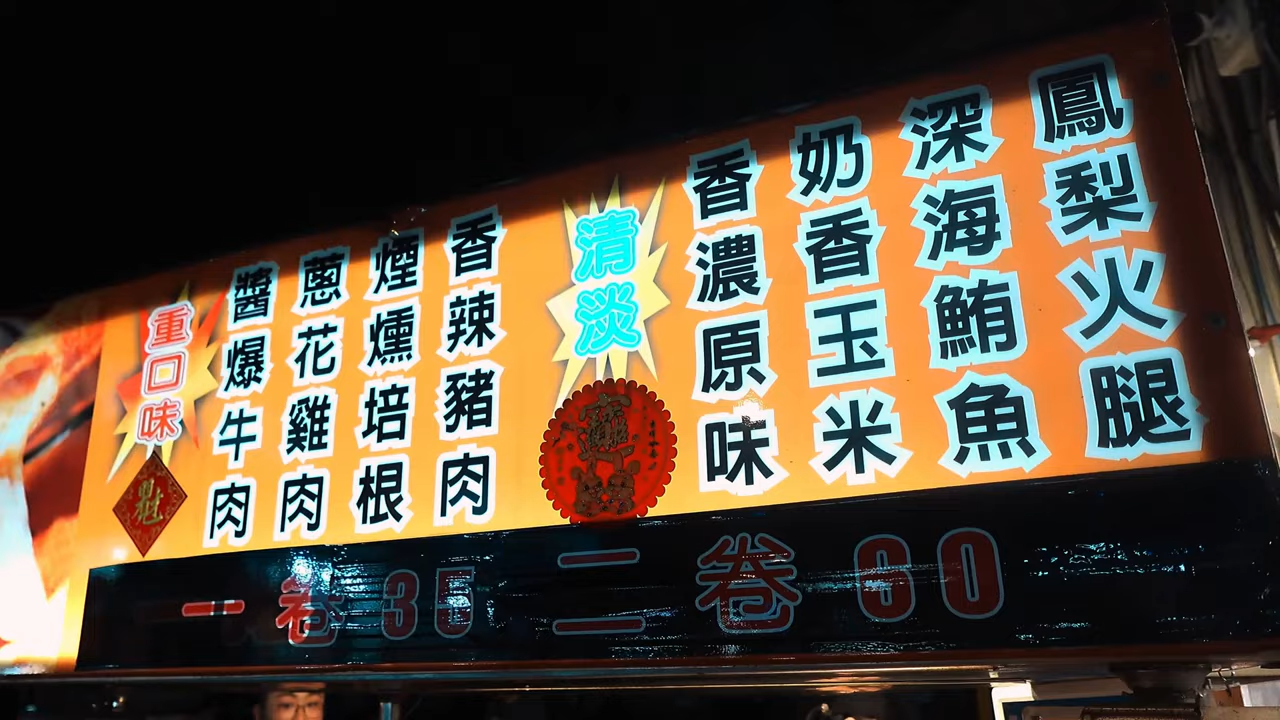 鳳梨火腿
深海鮪魚
奶香玉米
香濃原味
清淡
香辣豬肉
煙燻培根
蔥花雞肉
醬爆牛肉
重口味
一卷35 二卷60